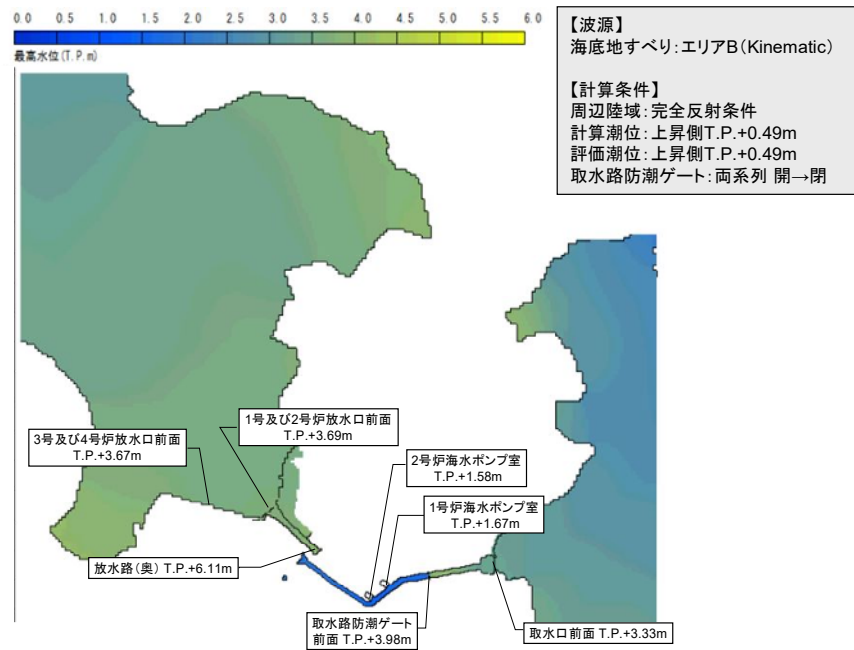 0.0 0.5 1.0 1.5 2.0 2.5 3.0 3.5 4.0 4.5 5.0 5.5 6.0
最高水位(T.P.m)
【波源】
海底地すべり:エリアB(Kinematic)
【計算条件】
周辺陸域:完全反射条件
計算潮位:上昇側T.P.+0.49m
評価潮位:上昇側T.P.+0.49m
取水路防潮ゲート:両系列 開→閉
1号及び2号炉放水口前面
T.P.+3.69m
3号及び4号炉放水口前面
T.P.+3.67m
2号炉海水ポンプ室
T.P.+1.58m
1号炉海水ポンプ室
T.P.+1.67m
放水路(奥) T.P.+6.11m
取水路防潮ゲート
前面 T.P.+3.98m
取水口前面 T.P.+3.33m